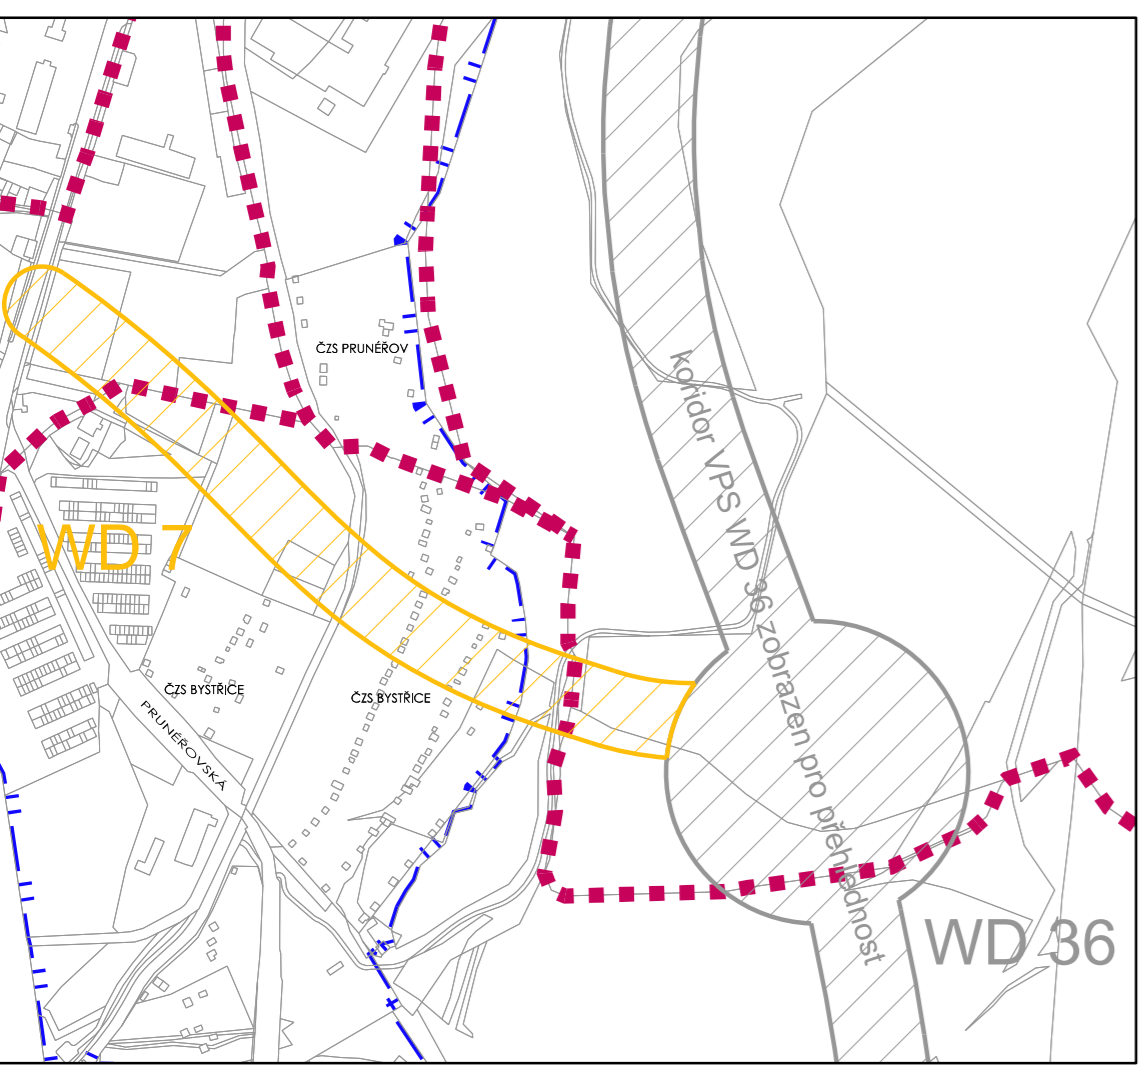 ČZS PRUNÉŘOV
WD 7
ČZS BYSTŘICE
ČZS BYSTŘICE
PRUNÉŘOVSKÁ
Koridor VPS WD 36 zobrazen pro přehlednost
WD 36